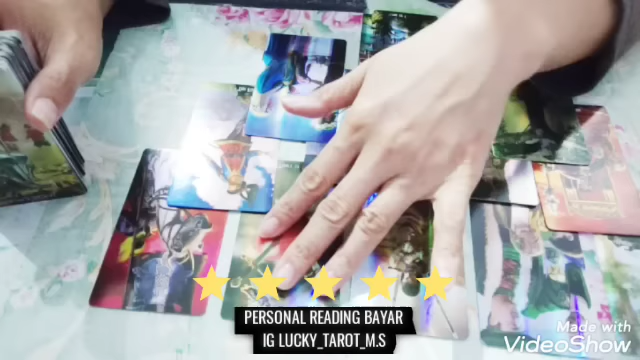 PERSONAL READING BAYAR
IG LUCKY_TAROT_M.S
Made with
VideoShow